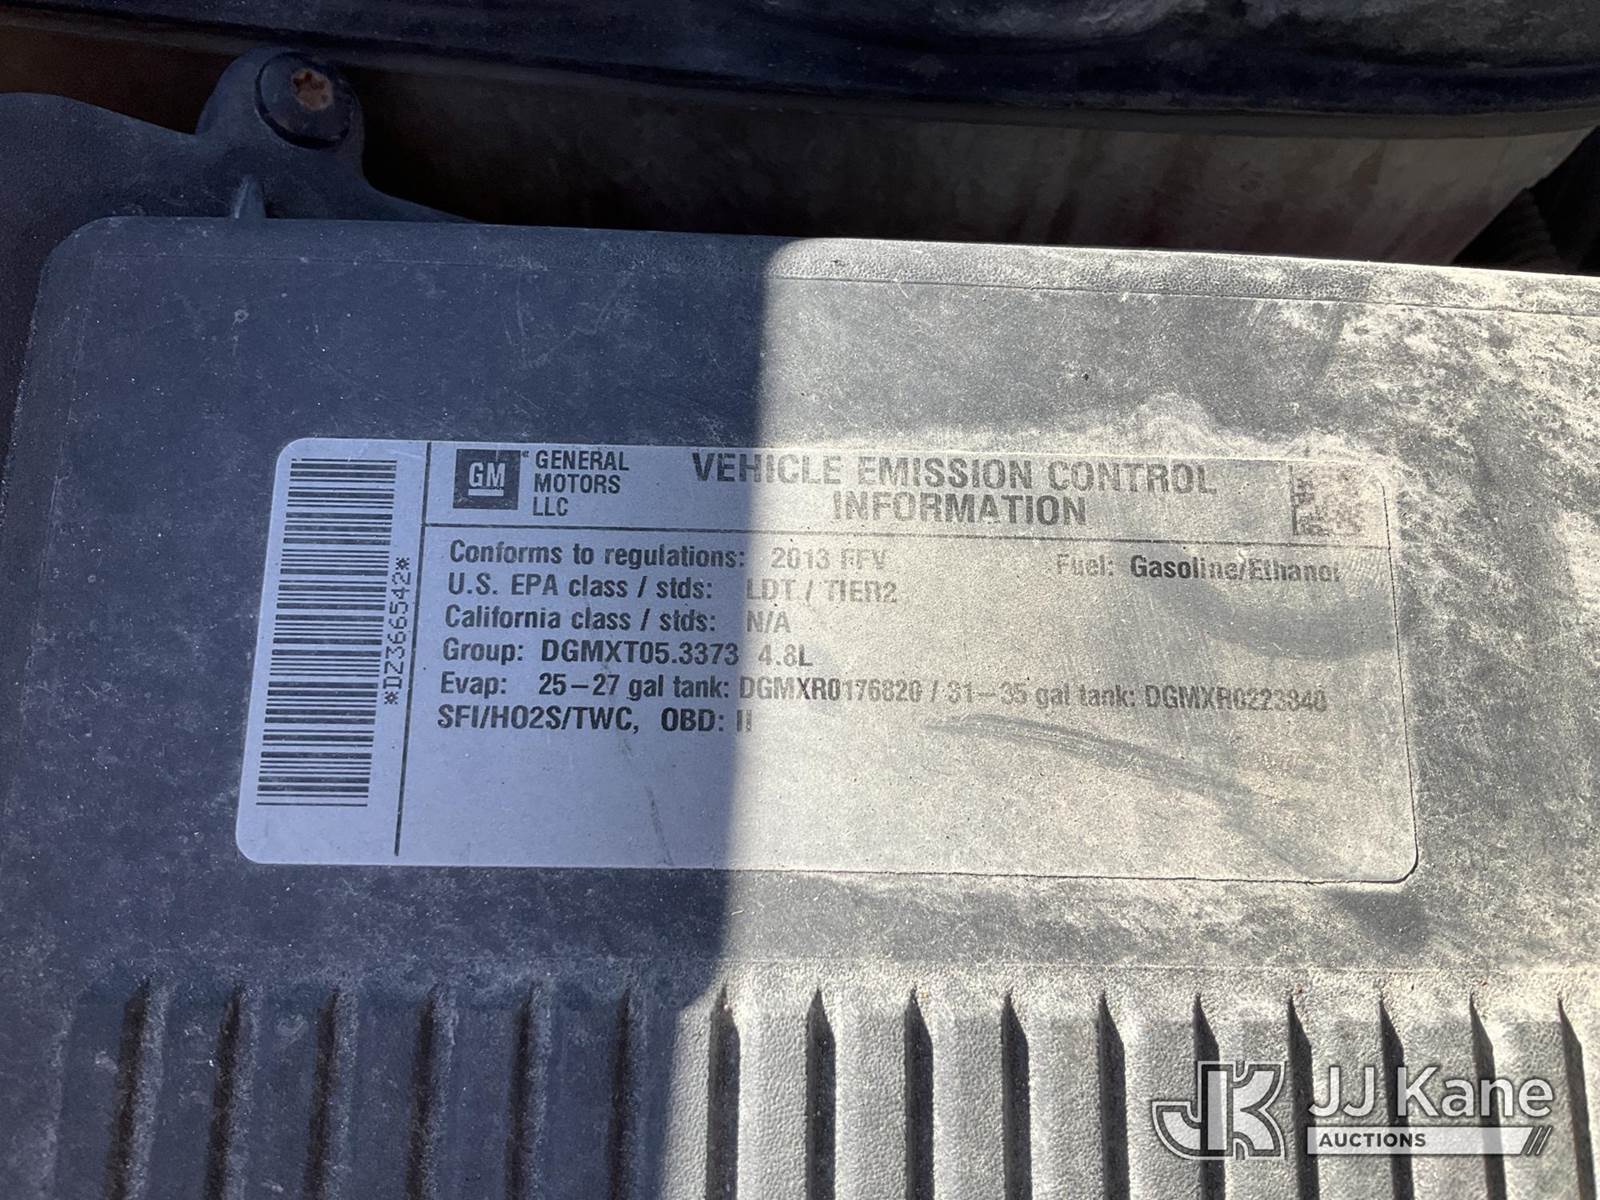 GM
GENERAL
MOTORS
LLC
VEHICLE EMISSION CONTROL
INFORMATION
Conforms to regulations: 2013 FFV
Fuel: Gasoline/Ethanol
U.S. EPA class / stds: LDT / TIER2
California class / stds: N/A
Group: DGMXT05.3373 4.8L
Evap: 25-27 gal tank: DGMXR0176820 / 31-35 gal tank: DGMXR0223840
SFI/HO2S/TWC, OBD: II
*DZ366542*
JK JJ Kane
AUCTIONS